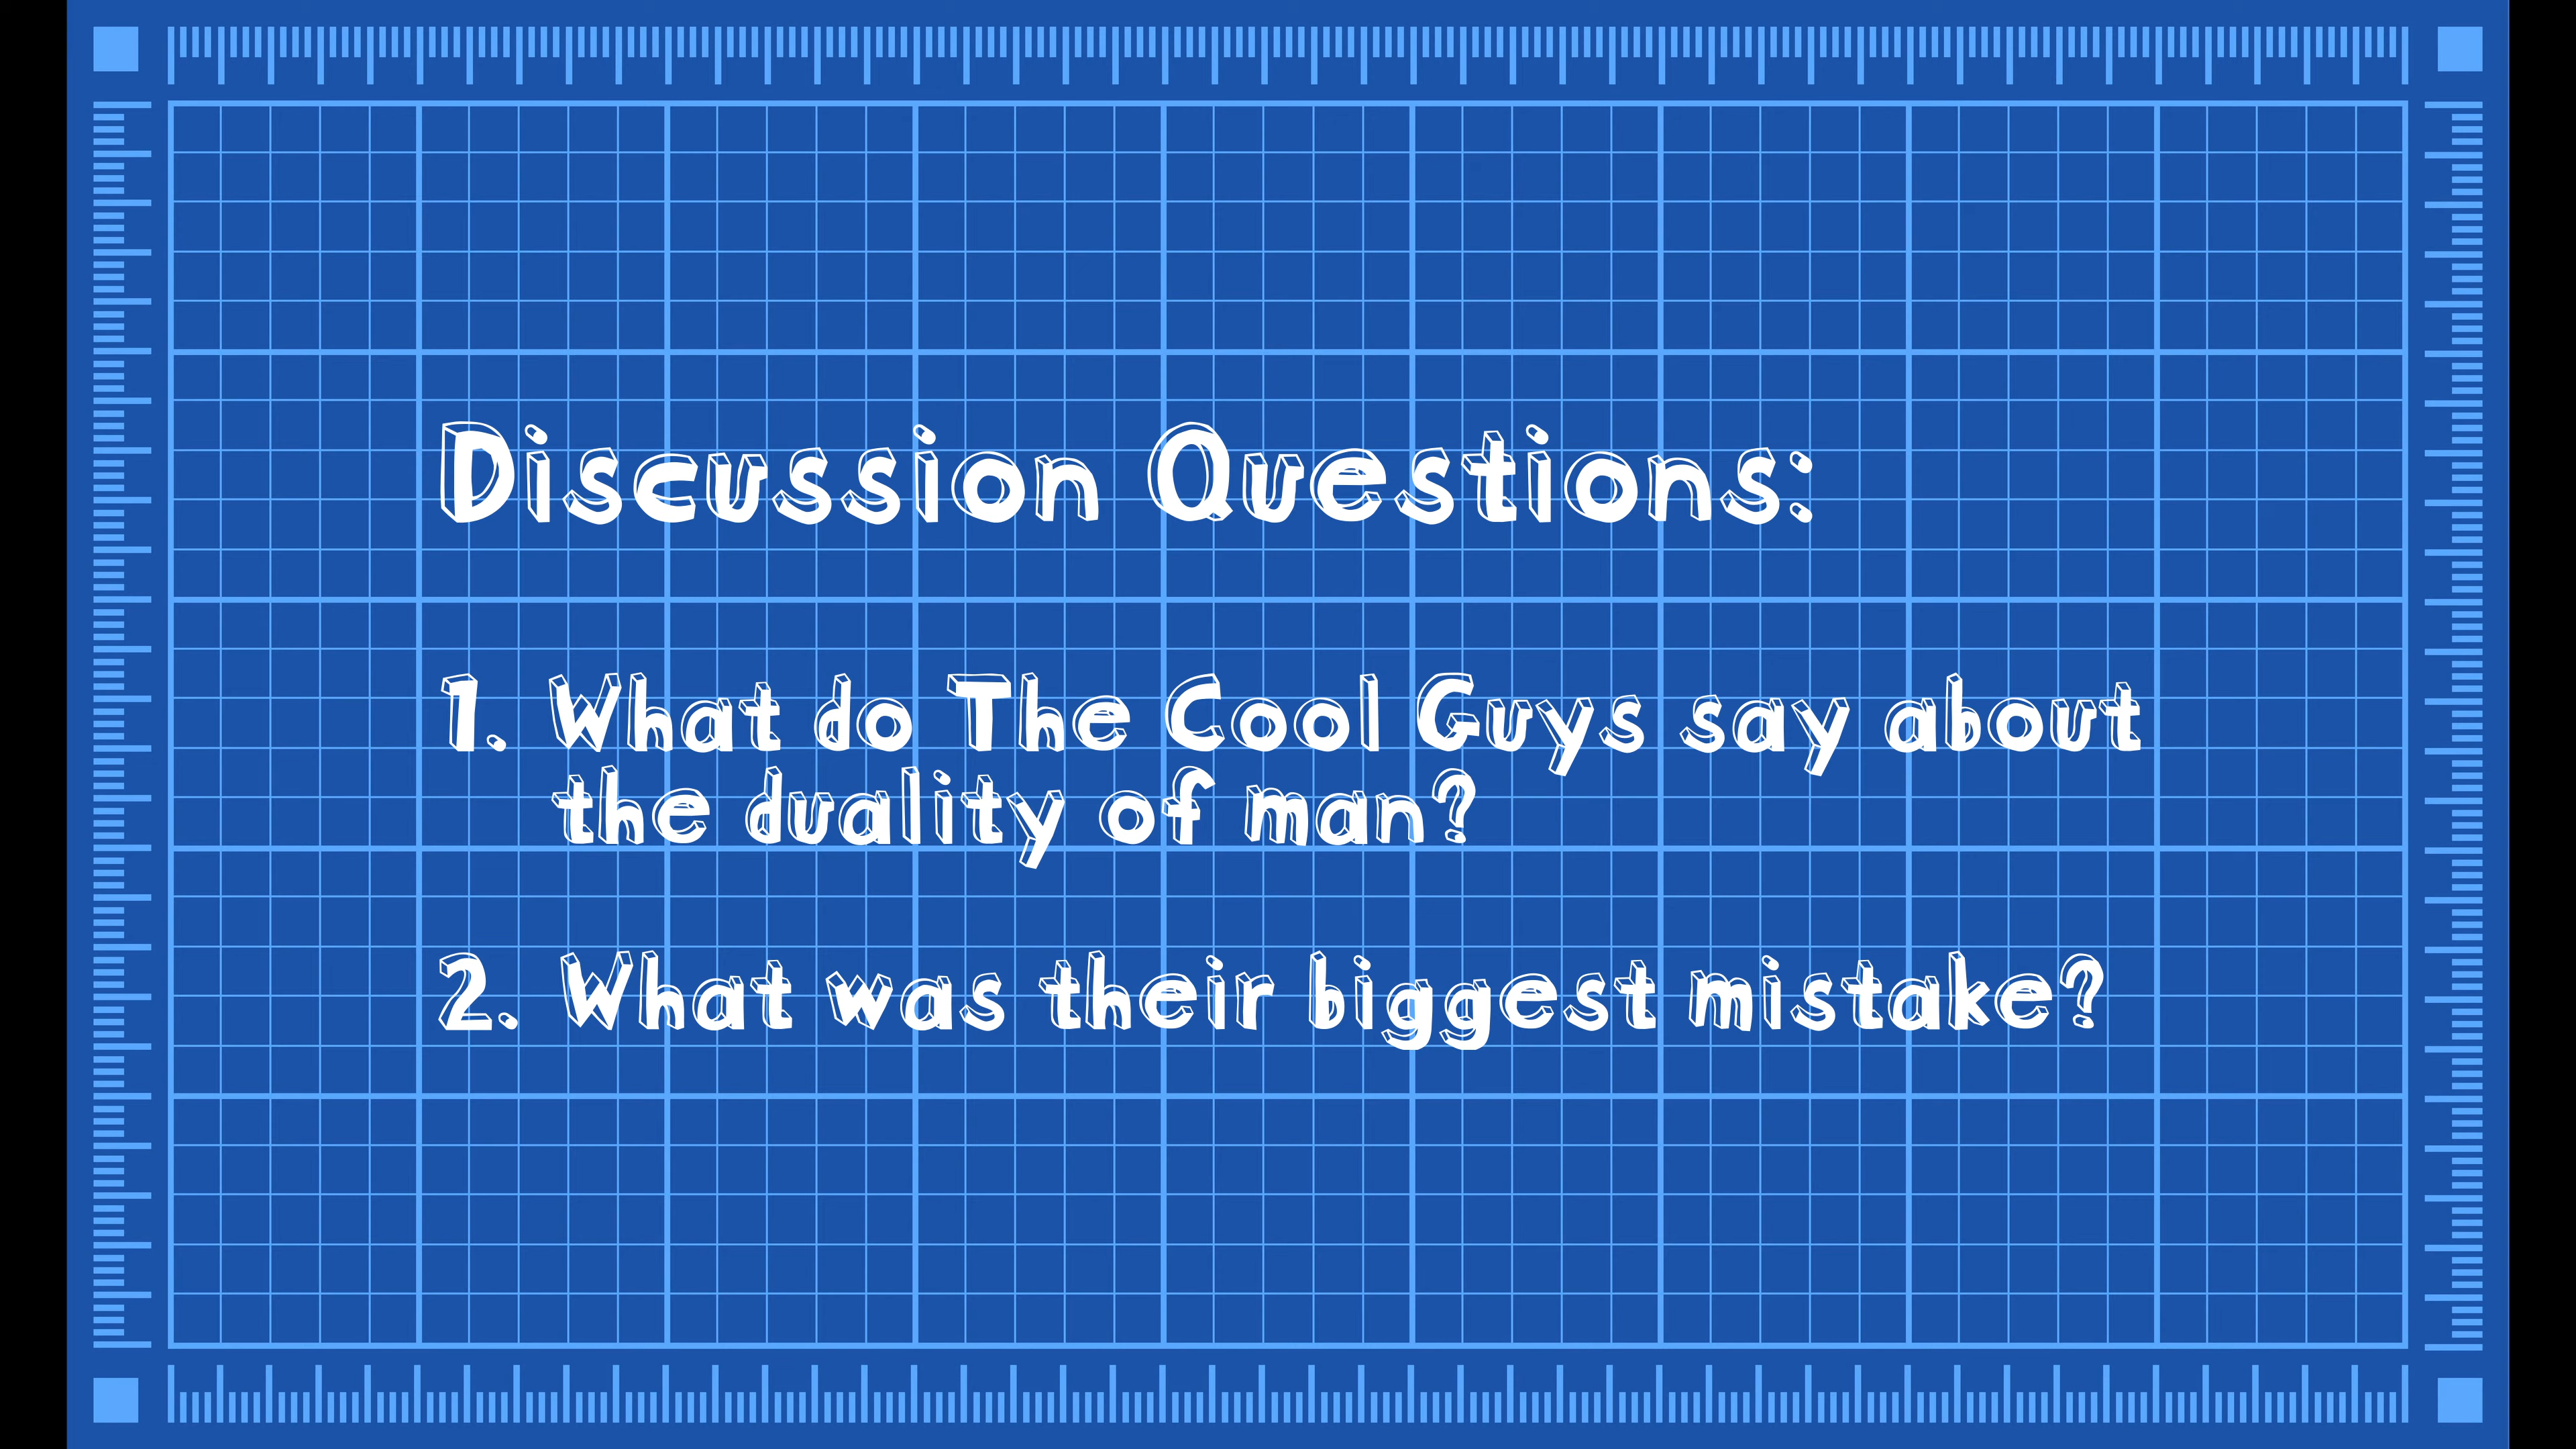 Discussion Questions:
1. What do The Cool Guys say about
the duality of man?
2. What was their biggest mistake?